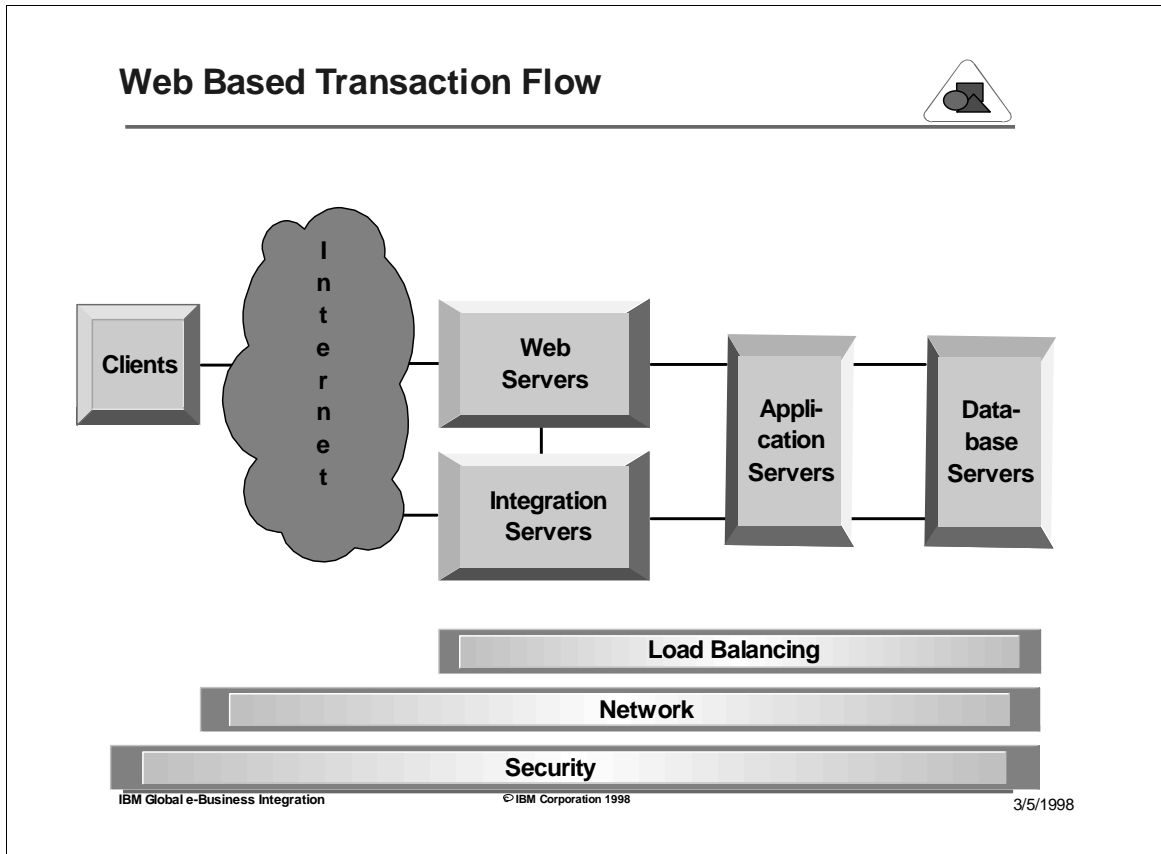 Web Based Transaction Flow
Internet
Clients
Web
Servers
Integration
Servers
Appli-
cation
Servers
Data-
base
Servers
Load Balancing
Network
Security
IBM Global e-Business Integration
© IBM Corporation 1998
3/5/1998